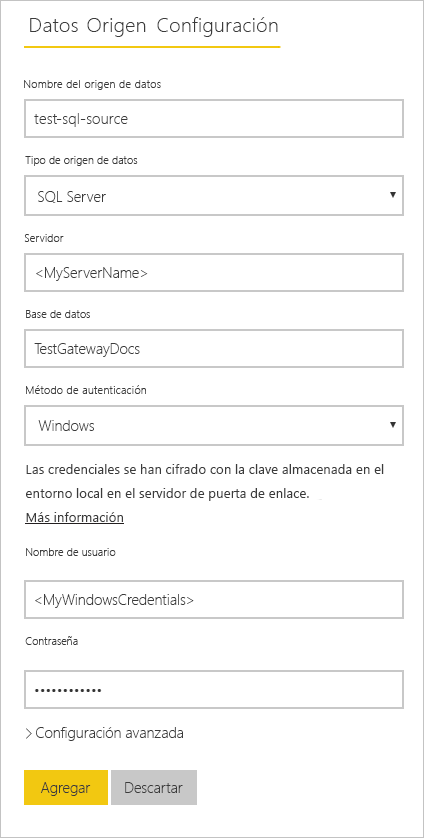 Datos Origen Configuración
Nombre del origen de datos
test-sql-source
Tipo de origen de datos
SQL Server
Servidor
<MyServerName>
Base de datos
TestGatewayDocs
Método de autenticación
Windows
Las credenciales se han cifrado con la clave almacenada en el
entorno local en el servidor de puerta de enlace.
Más información
Nombre de usuario
<MyWindowsCredentials>
Contraseña
••••••••••••
> Configuración avanzada
Agregar Descartar